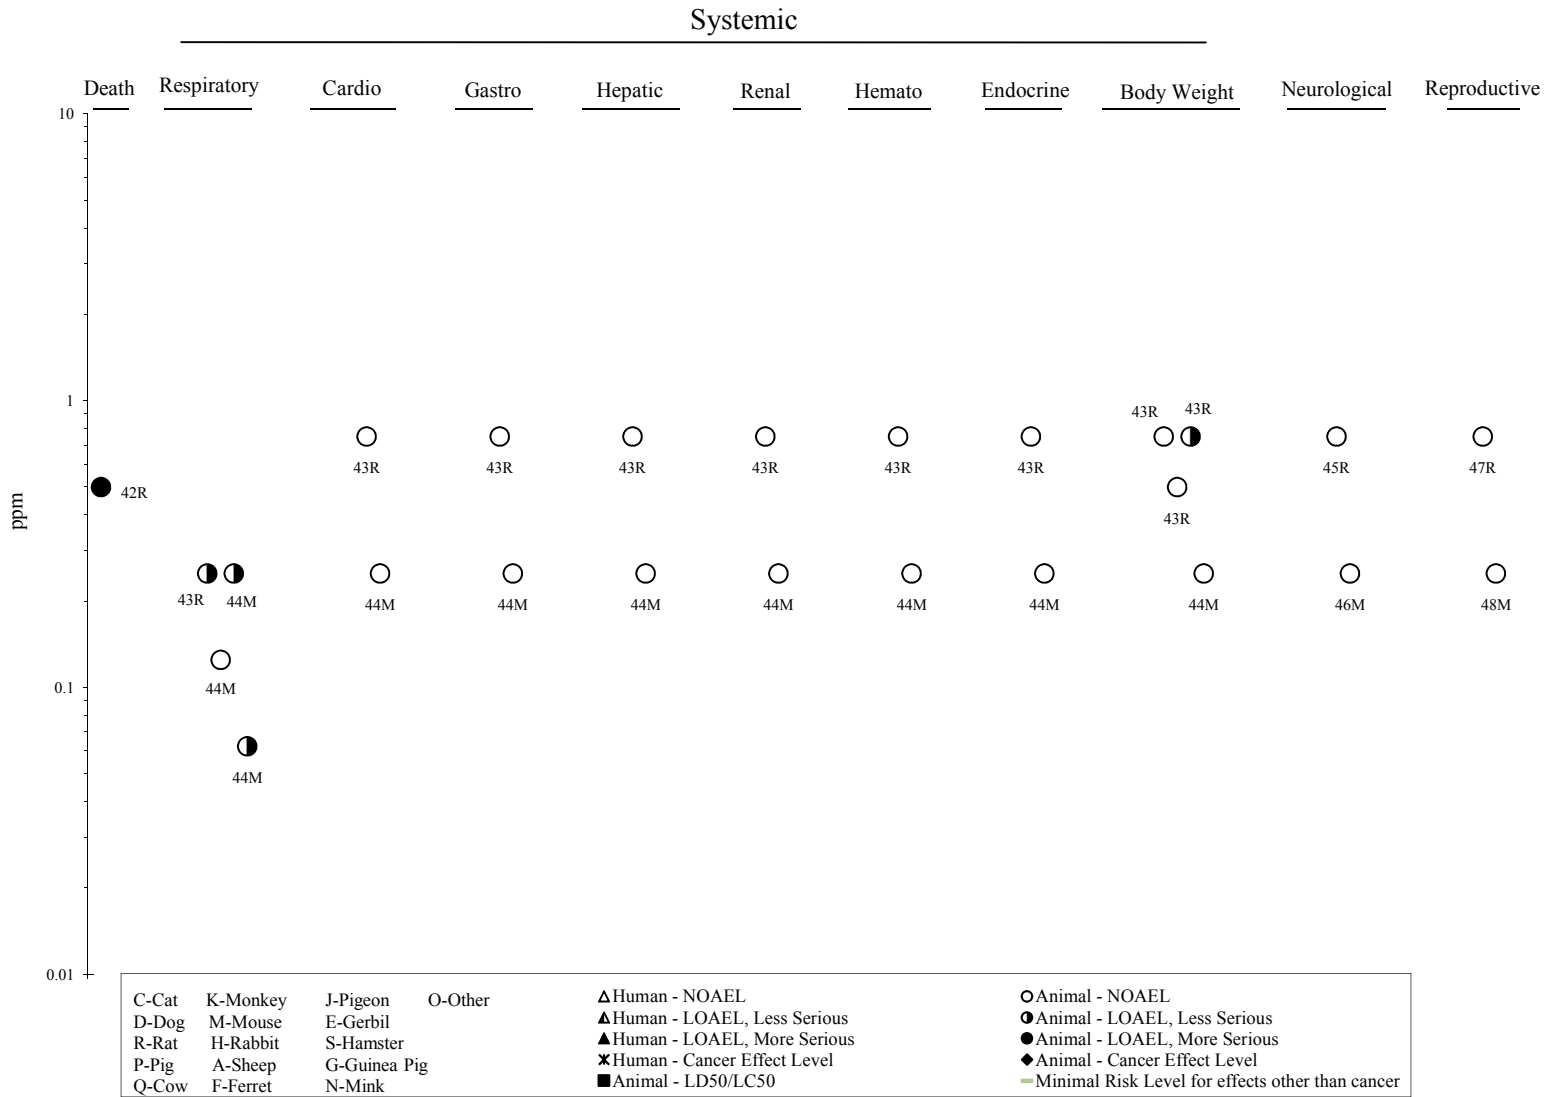 Systemic
Death Respiratory Cardio Gastro Hepatic Renal Hemato Endocrine Body Weight Neurological Reproductive
10
1
43R 43R
43R 43R 43R 43R 43R 43R 45R 47R
42R
ppm
43R
43R 44M
44M 44M 44M 44M 44M 44M 44M 46M 48M
0.1
44M
44M
0.01
C-Cat K-Monkey J-Pigeon O-Other
D-Dog M-Mouse E-Gerbil
R-Rat H-Rabbit S-Hamster
P-Pig A-Sheep G-Guinea Pig
Q-Cow F-Ferret N-Mink
Human - NOAEL
Human - LOAEL, Less Serious
Human - LOAEL, More Serious
Human - Cancer Effect Level
Animal - LD50/LC50
Animal - NOAEL
Animal - LOAEL, Less Serious
Animal - LOAEL, More Serious
Animal - Cancer Effect Level
Minimal Risk Level for effects other than cancer